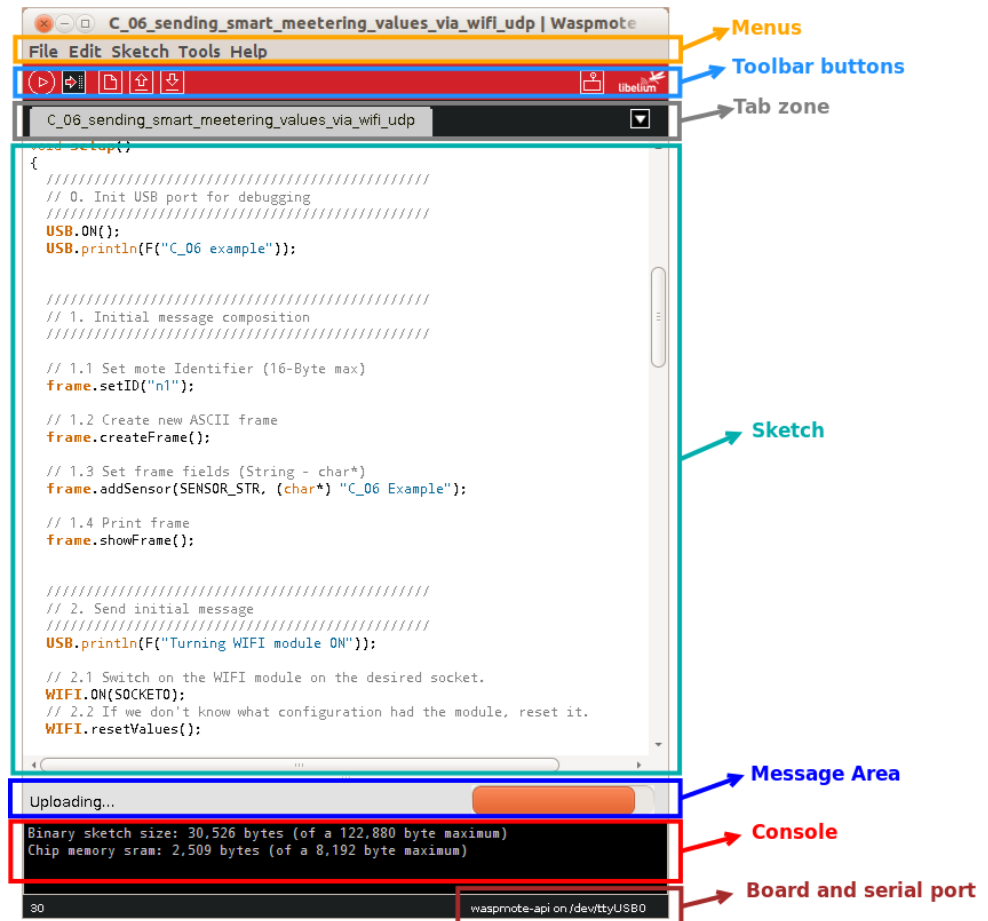 C_06_sending_smart_meetering_values_via_wifi_udp | Waspmote
Menus
File Edit Sketch Tools Help
Toolbar buttons
libelium
Tab zone
C_06_sending_smart_meetering_values_via_wifi_udp
void setup()
{
////////////////////////////////////////////////
// 0. Init USB port for debugging
////////////////////////////////////////////////
USB.ON();
USB.println(F("C_06 example"));
////////////////////////////////////////////////
// 1. Initial message composition
////////////////////////////////////////////////
// 1.1 Set mote Identifier (16-Byte max)
frame.setID("n1");
// 1.2 Create new ASCII frame
frame.createFrame();
Sketch
// 1.3 Set frame fields (String - char*)
frame.addSensor(SENSOR_STR, (char*) "C_06 Example");
// 1.4 Print frame
frame.showFrame();
////////////////////////////////////////////////
// 2. Send initial message
////////////////////////////////////////////////
USB.println(F("Turning WIFI module ON"));
// 2.1 Switch on the WIFI module on the desired socket.
WIFI.ON(SOCKET0);
// 2.2 If we don't know what configuration had the module, reset it.
WIFI.resetValues();
Message Area
Uploading...
Binary sketch size: 30,526 bytes (of a 122,880 byte maximum)
Console
Chip memory sram: 2,509 bytes (of a 8,192 byte maximum)
Board and serial port
30
waspmote-api on /dev/ttyUSB0